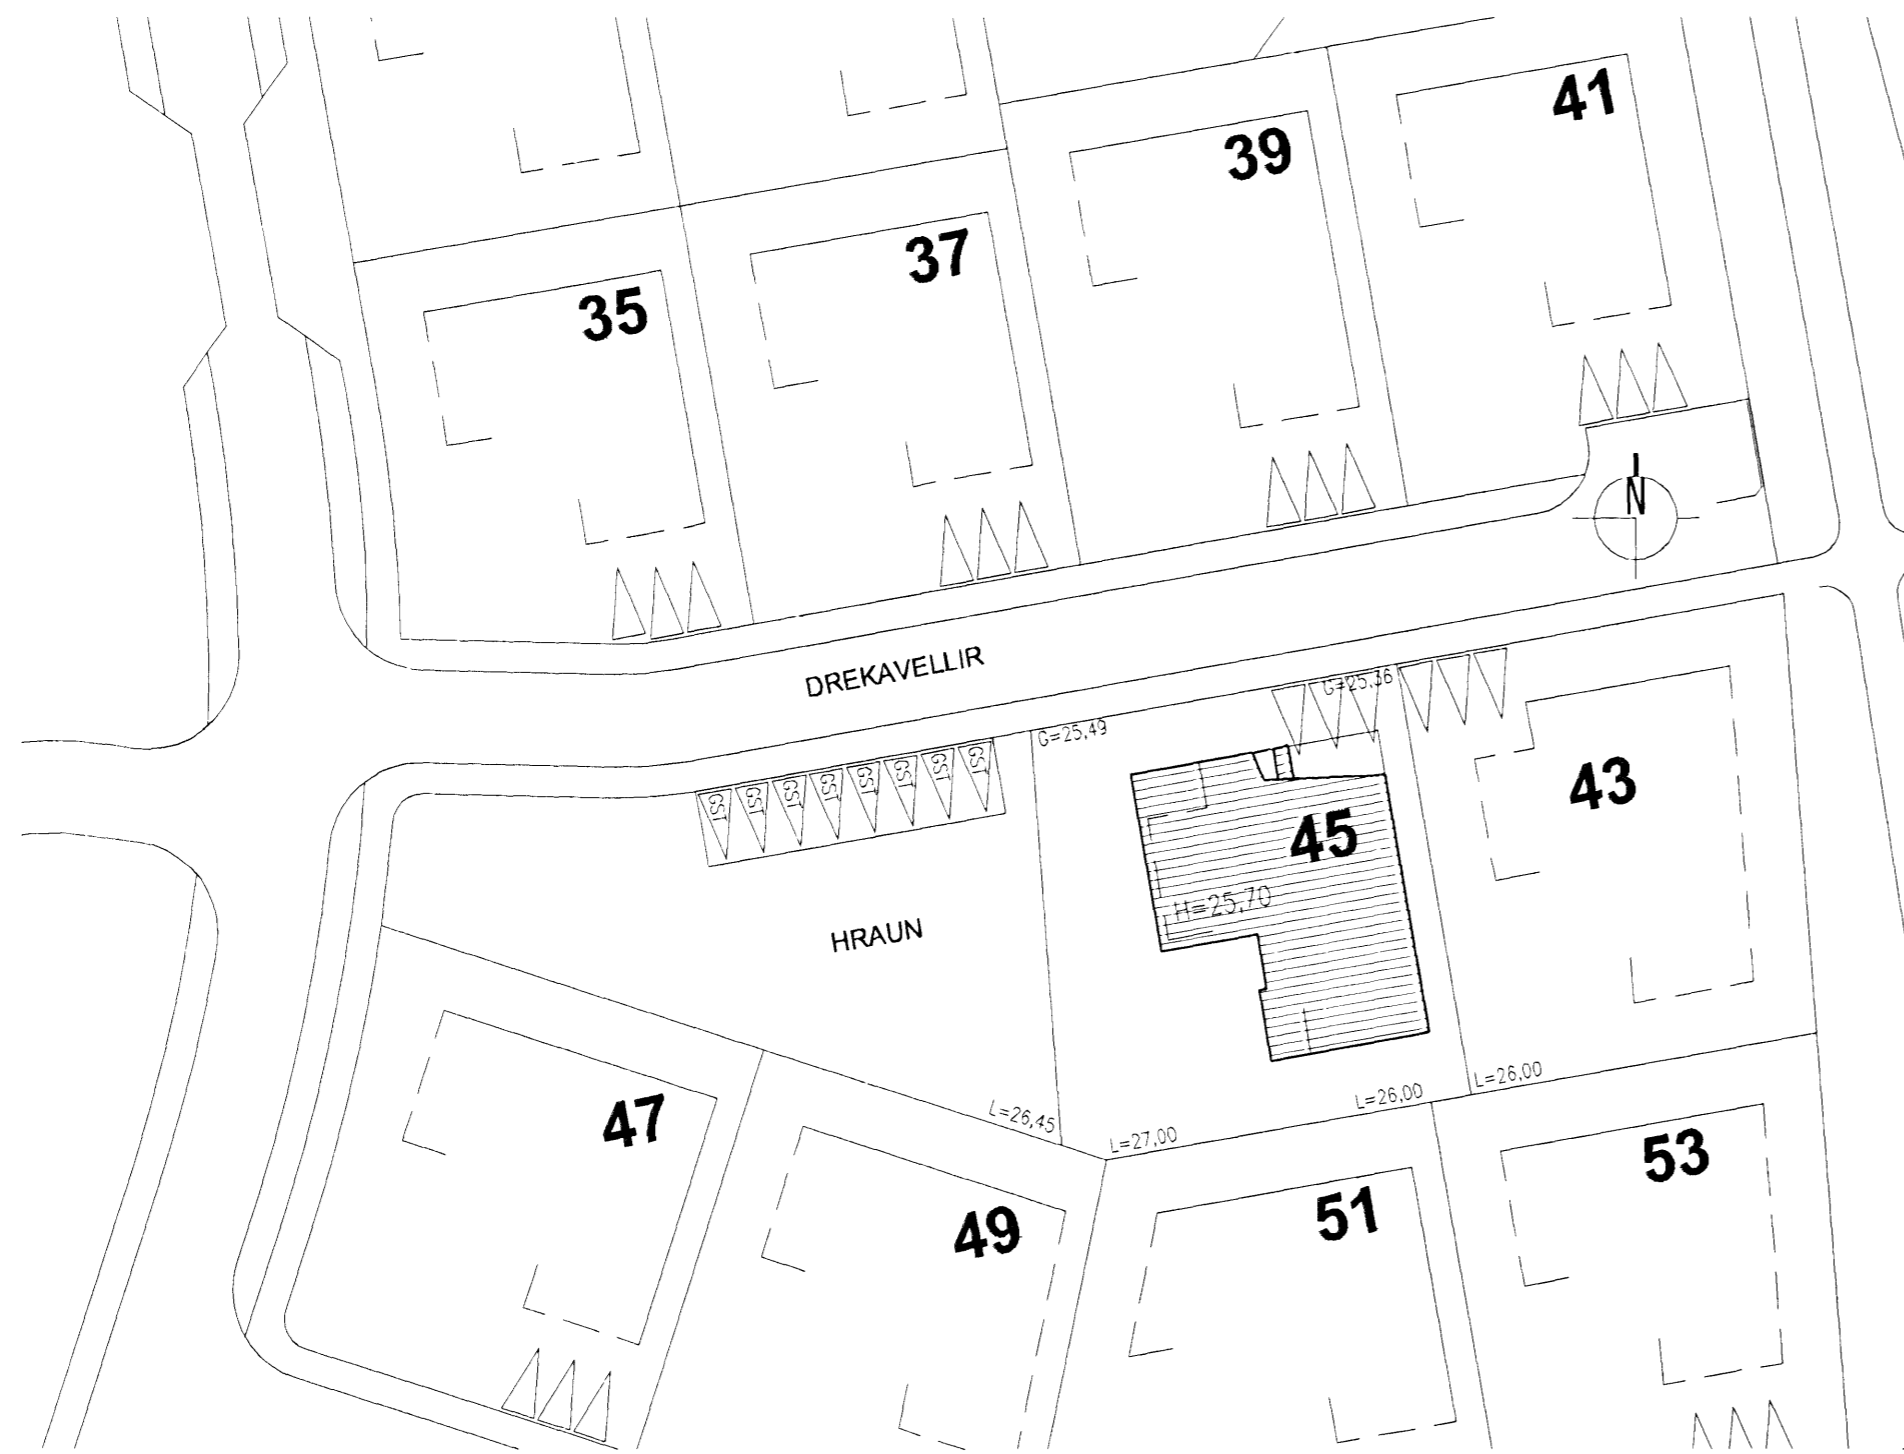 41
39
37
35
N
DREKAVELLIR
G=25,36
G=25,49
GST
GST
GST
GST
GST
GST
GST
GST
43
45
H=25,70
HRAUN
L=26,00
L=26,00
L=26,45
L=27,00
47
49
51
53